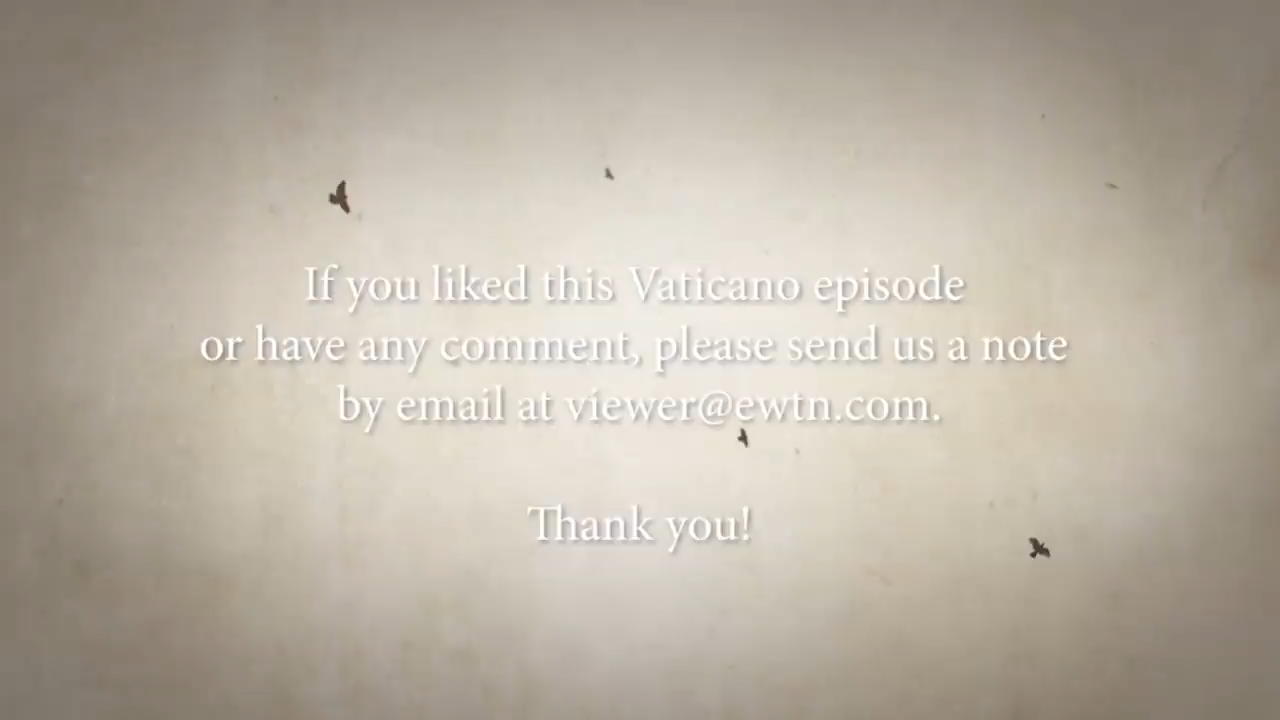 If you liked this Vaticano episode
or have any comment, please send us a note
by email at viewer@ewtn.com.
Thank you!